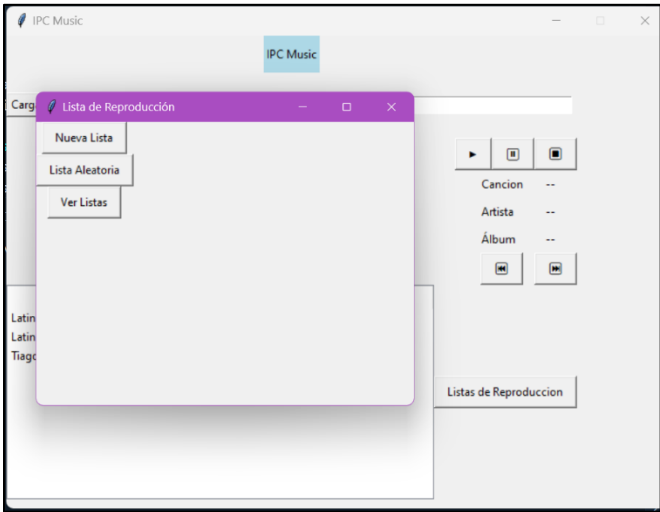 IPC Music
IPC Music
Carg
Lista de Reproducción
Nueva Lista
Lista Aleatoria
Ver Listas
Cancion --
Artista --
Álbum --
Latin
Latin
Tiago
Listas de Reproduccion